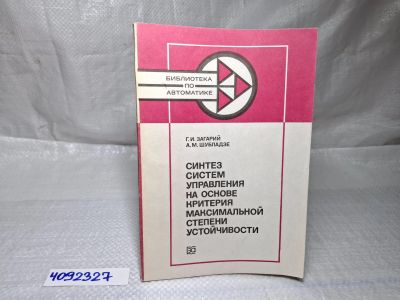 БИБЛИОТЕКА
ПО
АВТОМАТИКЕ
Г.И. ЗАГАРИЙ
А.М. ШУБЛАДЗЕ
СИНТЕЗ
СИСТЕМ
УПРАВЛЕНИЯ
НА ОСНОВЕ
КРИТЕРИЯ
МАКСИМАЛЬНОЙ
СТЕПЕНИ
УСТОЙЧИВОСТИ
4092327